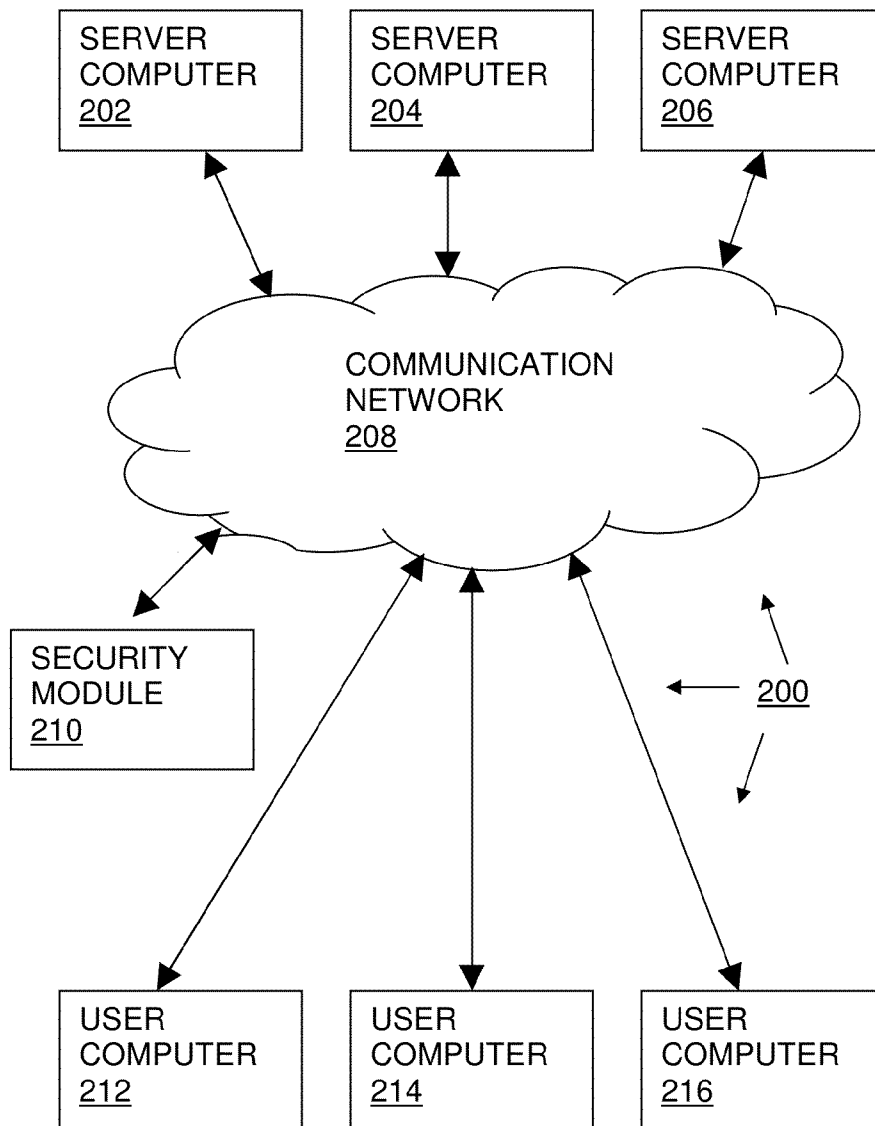 SERVER
COMPUTER
202
SERVER
COMPUTER
204
SERVER
COMPUTER
206
COMMUNICATION
NETWORK
208
SECURITY
MODULE
210
200
USER
COMPUTER
212
USER
COMPUTER
214
USER
COMPUTER
216